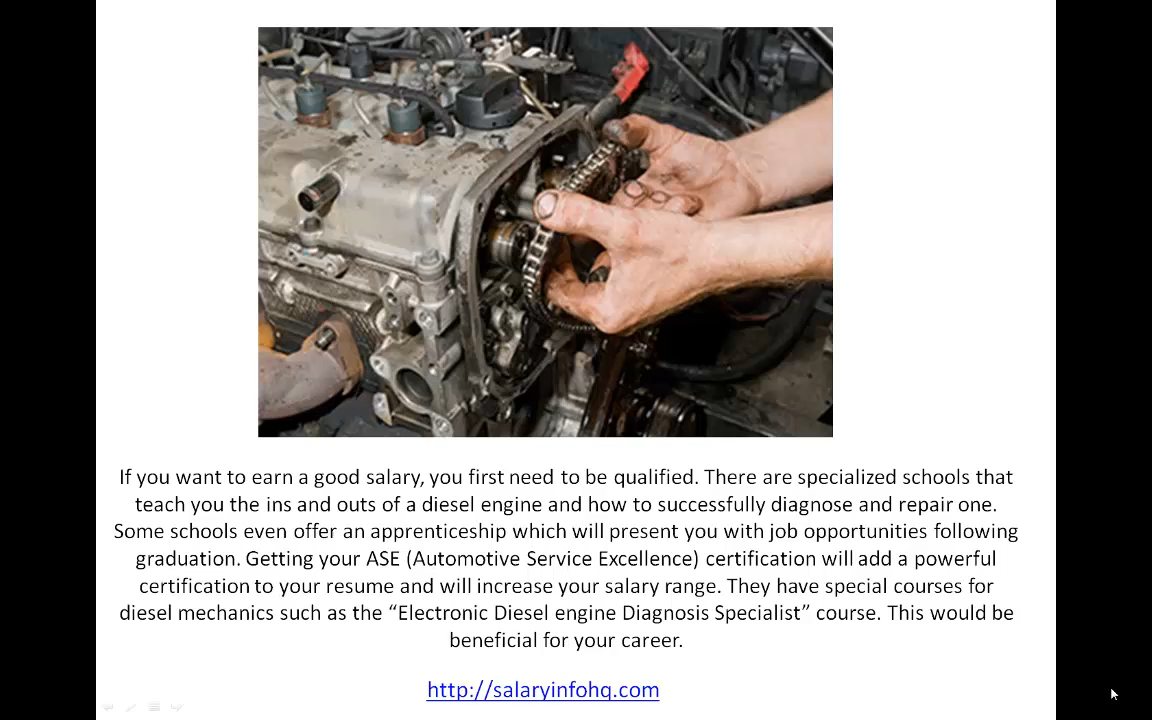 If you want to earn a good salary, you first need to be qualified. There are specialized schools that
teach you the ins and outs of a diesel engine and how to successfully diagnose and repair one.
Some schools even offer an apprenticeship which will present you with job opportunities following
graduation. Getting your ASE (Automotive Service Excellence) certification will add a powerful
certification to your resume and will increase your salary range. They have special courses for
diesel mechanics such as the “Electronic Diesel engine Diagnosis Specialist” course. This would be
beneficial for your career.
http://salaryinfohq.com